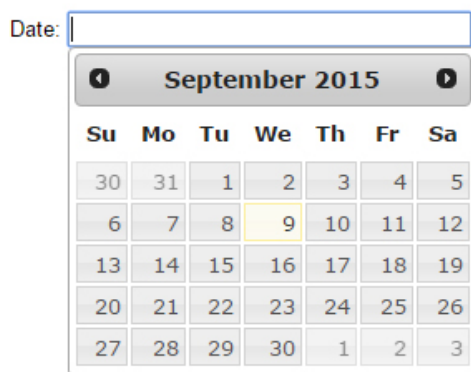 Date:
September 2015
Su Mo Tu We Th Fr Sa
30 31 1 2 3 4 5
6 7 8 9 10 11 12
13 14 15 16 17 18 19
20 21 22 23 24 25 26
27 28 29 30 1 2 3